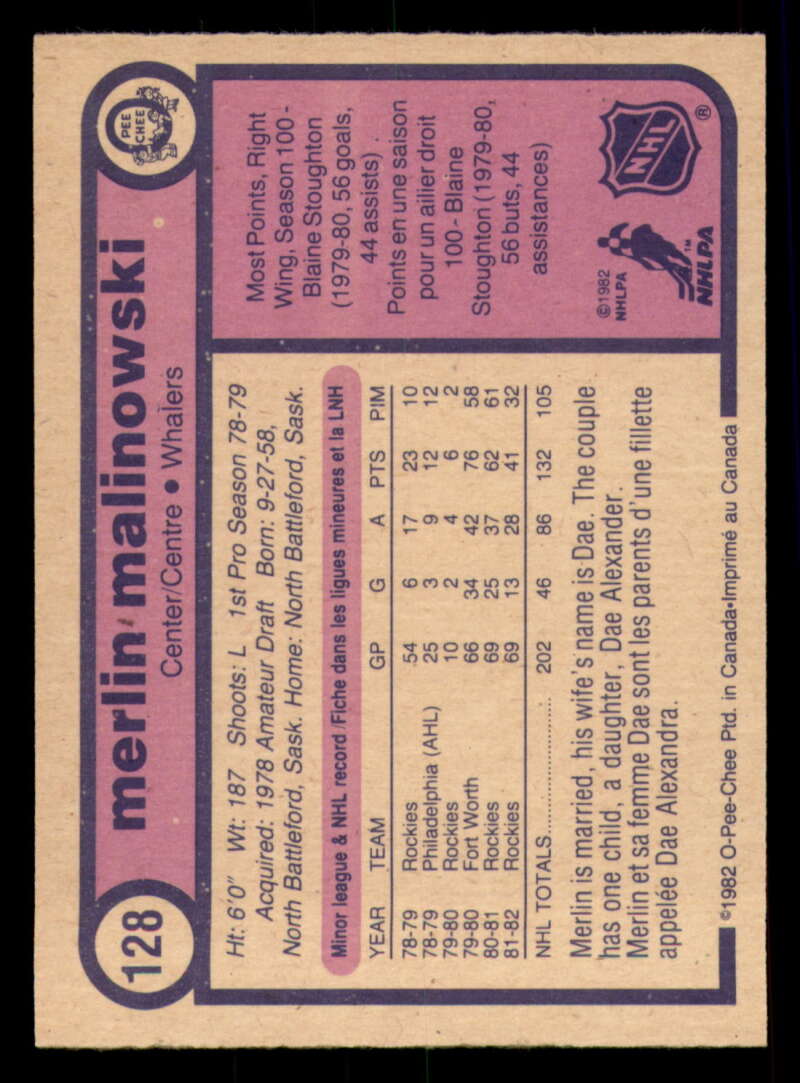 128
merlin malinowski
Center/Centre • Whalers
O
PEE
CHEE
Ht: 6'0" Wt: 187 Shoots: L 1st Pro Season 78-79
Acquired: 1978 Amateur Draft Born: 9-27-58,
North Battleford, Sask. Home: North Battleford, Sask.
Minor league & NHL record/Fiche dans les ligues mineures et la LNH
YEAR TEAM GP G A PTS PIM
78-79 Rockies 54 6 17 23 10
78-79 Philadelphia (AHL) 25 3 9 12 12
79-80 Rockies 10 2 4 6 2
79-80 Fort Worth 66 34 42 76 58
80-81 Rockies 69 25 37 62 61
81-82 Rockies 69 13 28 41 32
NHL TOTALS.................... 202 46 86 132 105
Merlin is married, his wife's name is Dae. The couple
has one child, a daughter, Dae Alexander.
Merlin et sa femme Dae sont les parents d'une fillette
appelée Dae Alexandra.
Most Points, Right
Wing, Season 100 -
Blaine Stoughton
(1979-80, 56 goals,
44 assists)
Points en une saison
pour un ailier droit
100 - Blaine
Stoughton (1979-80,
56 buts, 44
assistances)
©1982
NHLPA
NHLPA
TM
NHL
®
©1982 O-Pee-Chee Ptd. in Canada•Imprimé au Canada